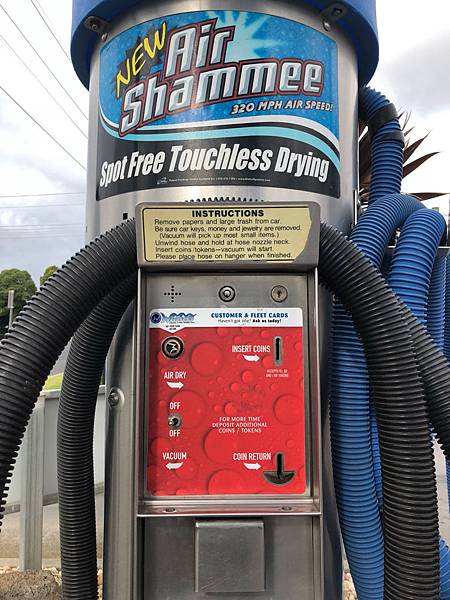 NEW Air
Shammee
320 MPH AIR SPEED!
Spot Free Touchless Drying
INSTRUCTIONS
Remove papers and large trash from car.
Be sure car keys, money and jewelry are removed.
(Vacuum will pick up most small items.)
Unwind hose and hold at hose nozzle neck.
Insert coins/tokens—vacuum will start.
Please place hose on hanger when finished.
CUSTOMER & FLEET CARDS
Haven't got one? Ask us today!
INSERT COINS
AIR DRY
OFF
OFF
FOR MORE TIME
DEPOSIT ADDITIONAL
COINS / TOKENS
VACUUM
COIN RETURN